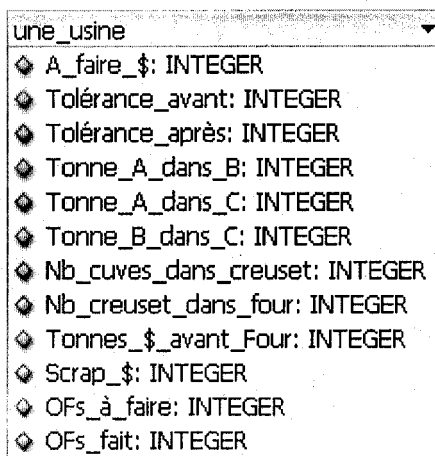 une_usine
A_faire_$: INTEGER
Tolérance_avant: INTEGER
Tolérance_après: INTEGER
Tonne_A_dans_B: INTEGER
Tonne_A_dans_C: INTEGER
Tonne_B_dans_C: INTEGER
Nb_cuves_dans_creuset: INTEGER
Nb_creuset_dans_four: INTEGER
Tonnes_$_avant_Four: INTEGER
Scrap_$: INTEGER
OFs_à_faire: INTEGER
OFs_fait: INTEGER